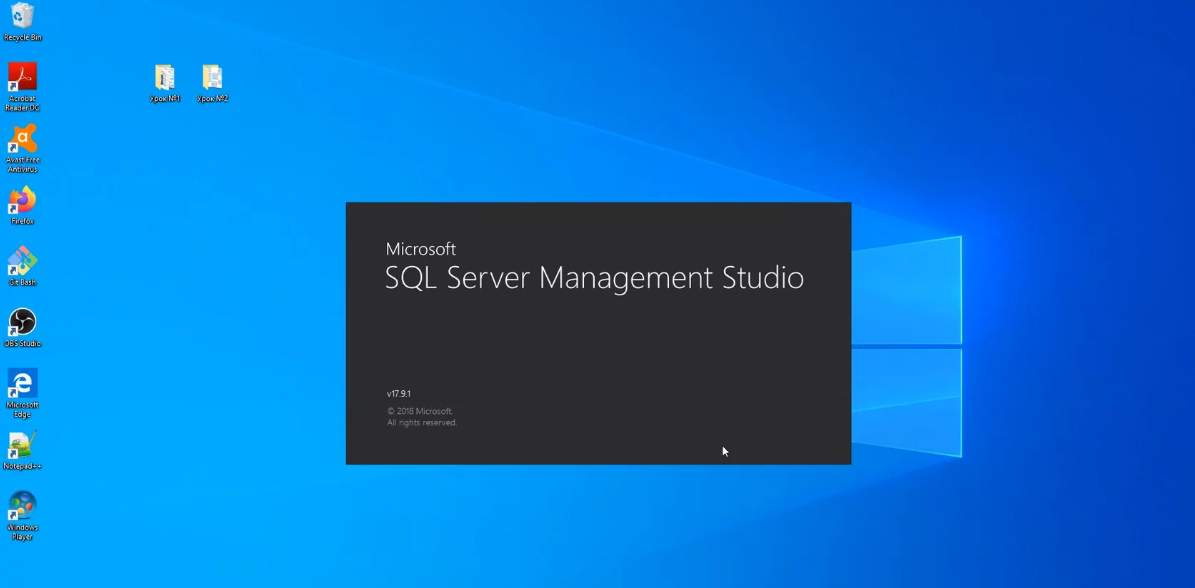 Recycle Bin
Acrobat
Reader DC
Avast Free
Antivirus
Firefox
Git Bash
OBS Studio
Microsoft
Edge
Notepad++
Windows
Player
Урок №1
Урок №2
Microsoft
SQL Server Management Studio
v17.9.1
© 2018 Microsoft.
All rights reserved.